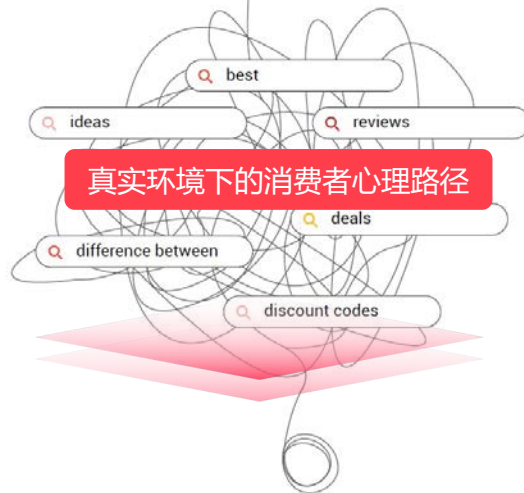 best
ideas
reviews
真实环境下的消费者心理路径
deals
difference between
discount codes